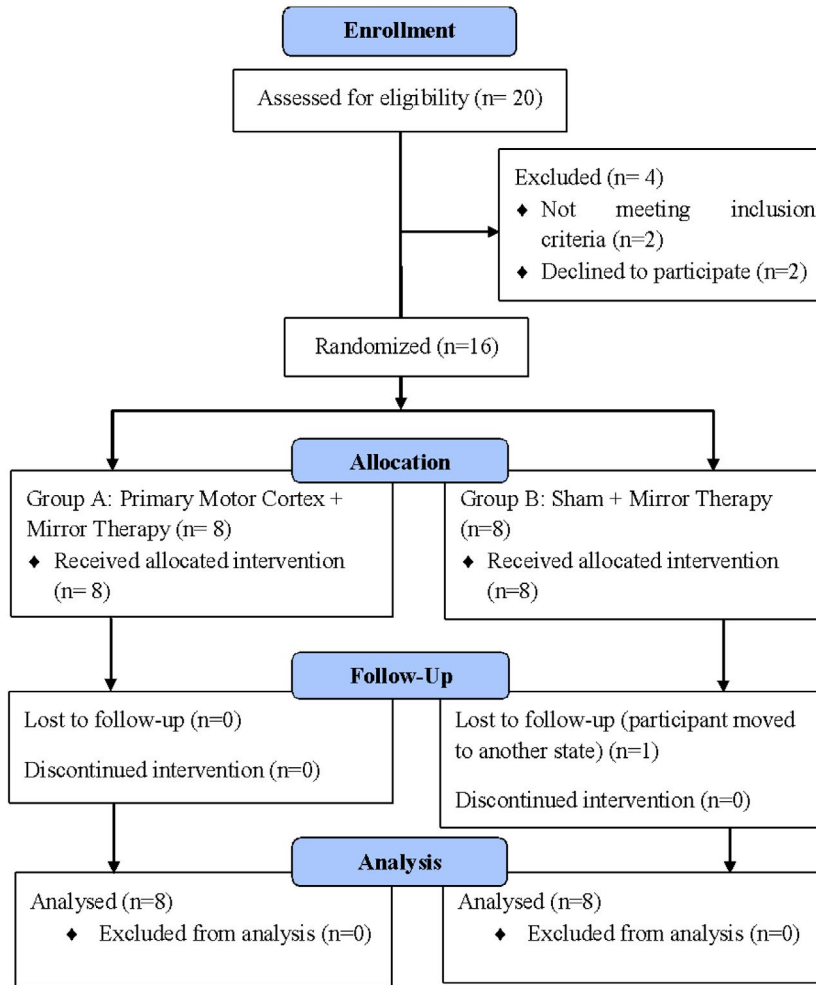 Enrollment
Assessed for eligibility (n= 20)
Excluded (n= 4)
♦ Not meeting inclusion
criteria (n=2)
♦ Declined to participate (n=2)
Randomized (n=16)
Allocation
Group A: Primary Motor Cortex +
Mirror Therapy (n= 8)
♦ Received allocated intervention
(n= 8)
Group B: Sham + Mirror Therapy
(n=8)
♦ Received allocated intervention
(n=8)
Follow-Up
Lost to follow-up (n=0)
Discontinued intervention (n=0)
Lost to follow-up (participant moved
to another state) (n=1)
Discontinued intervention (n=0)
Analysis
Analysed (n=8)
♦ Excluded from analysis (n=0)
Analysed (n=8)
♦ Excluded from analysis (n=0)